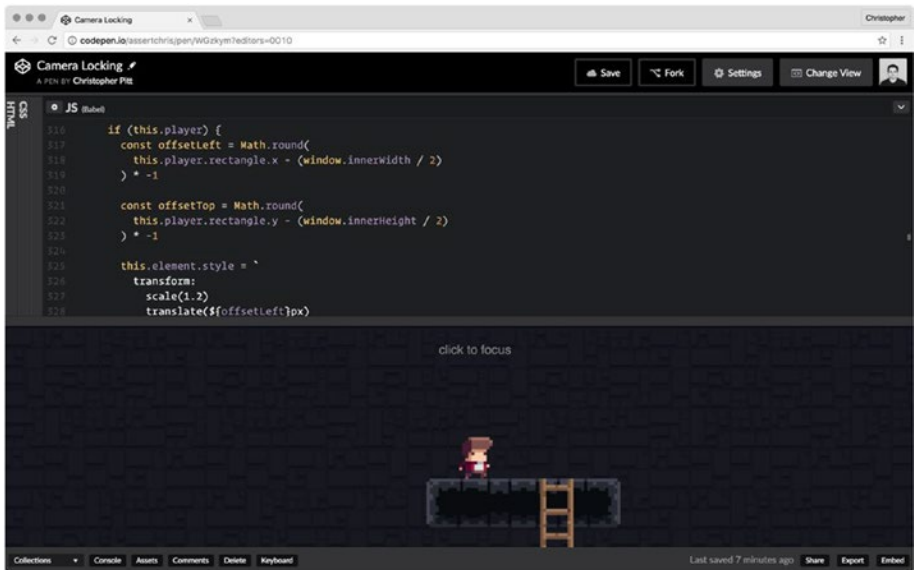 Camera Locking ×
Christopher
codepen.io/assertchris/pen/WGzkym?editors=0010
Camera Locking
A PEN BY Christopher Pitt
Save
Fork
Settings
Change View
HTML
CSS
JS (Babel)
316 if (this.player) {
317 const offsetLeft = Math.round(
318 this.player.rectangle.x - (window.innerWidth / 2)
319 ) * -1
320
321 const offsetTop = Math.round(
322 this.player.rectangle.y - (window.innerHeight / 2)
323 ) * -1
324
325 this.element.style = `
326 transform:
327 scale(1.2)
328 translate(${offsetLeft}px)
click to focus
Collections Console Assets Comments Delete Keyboard
Last saved 7 minutes ago Share Export Embed